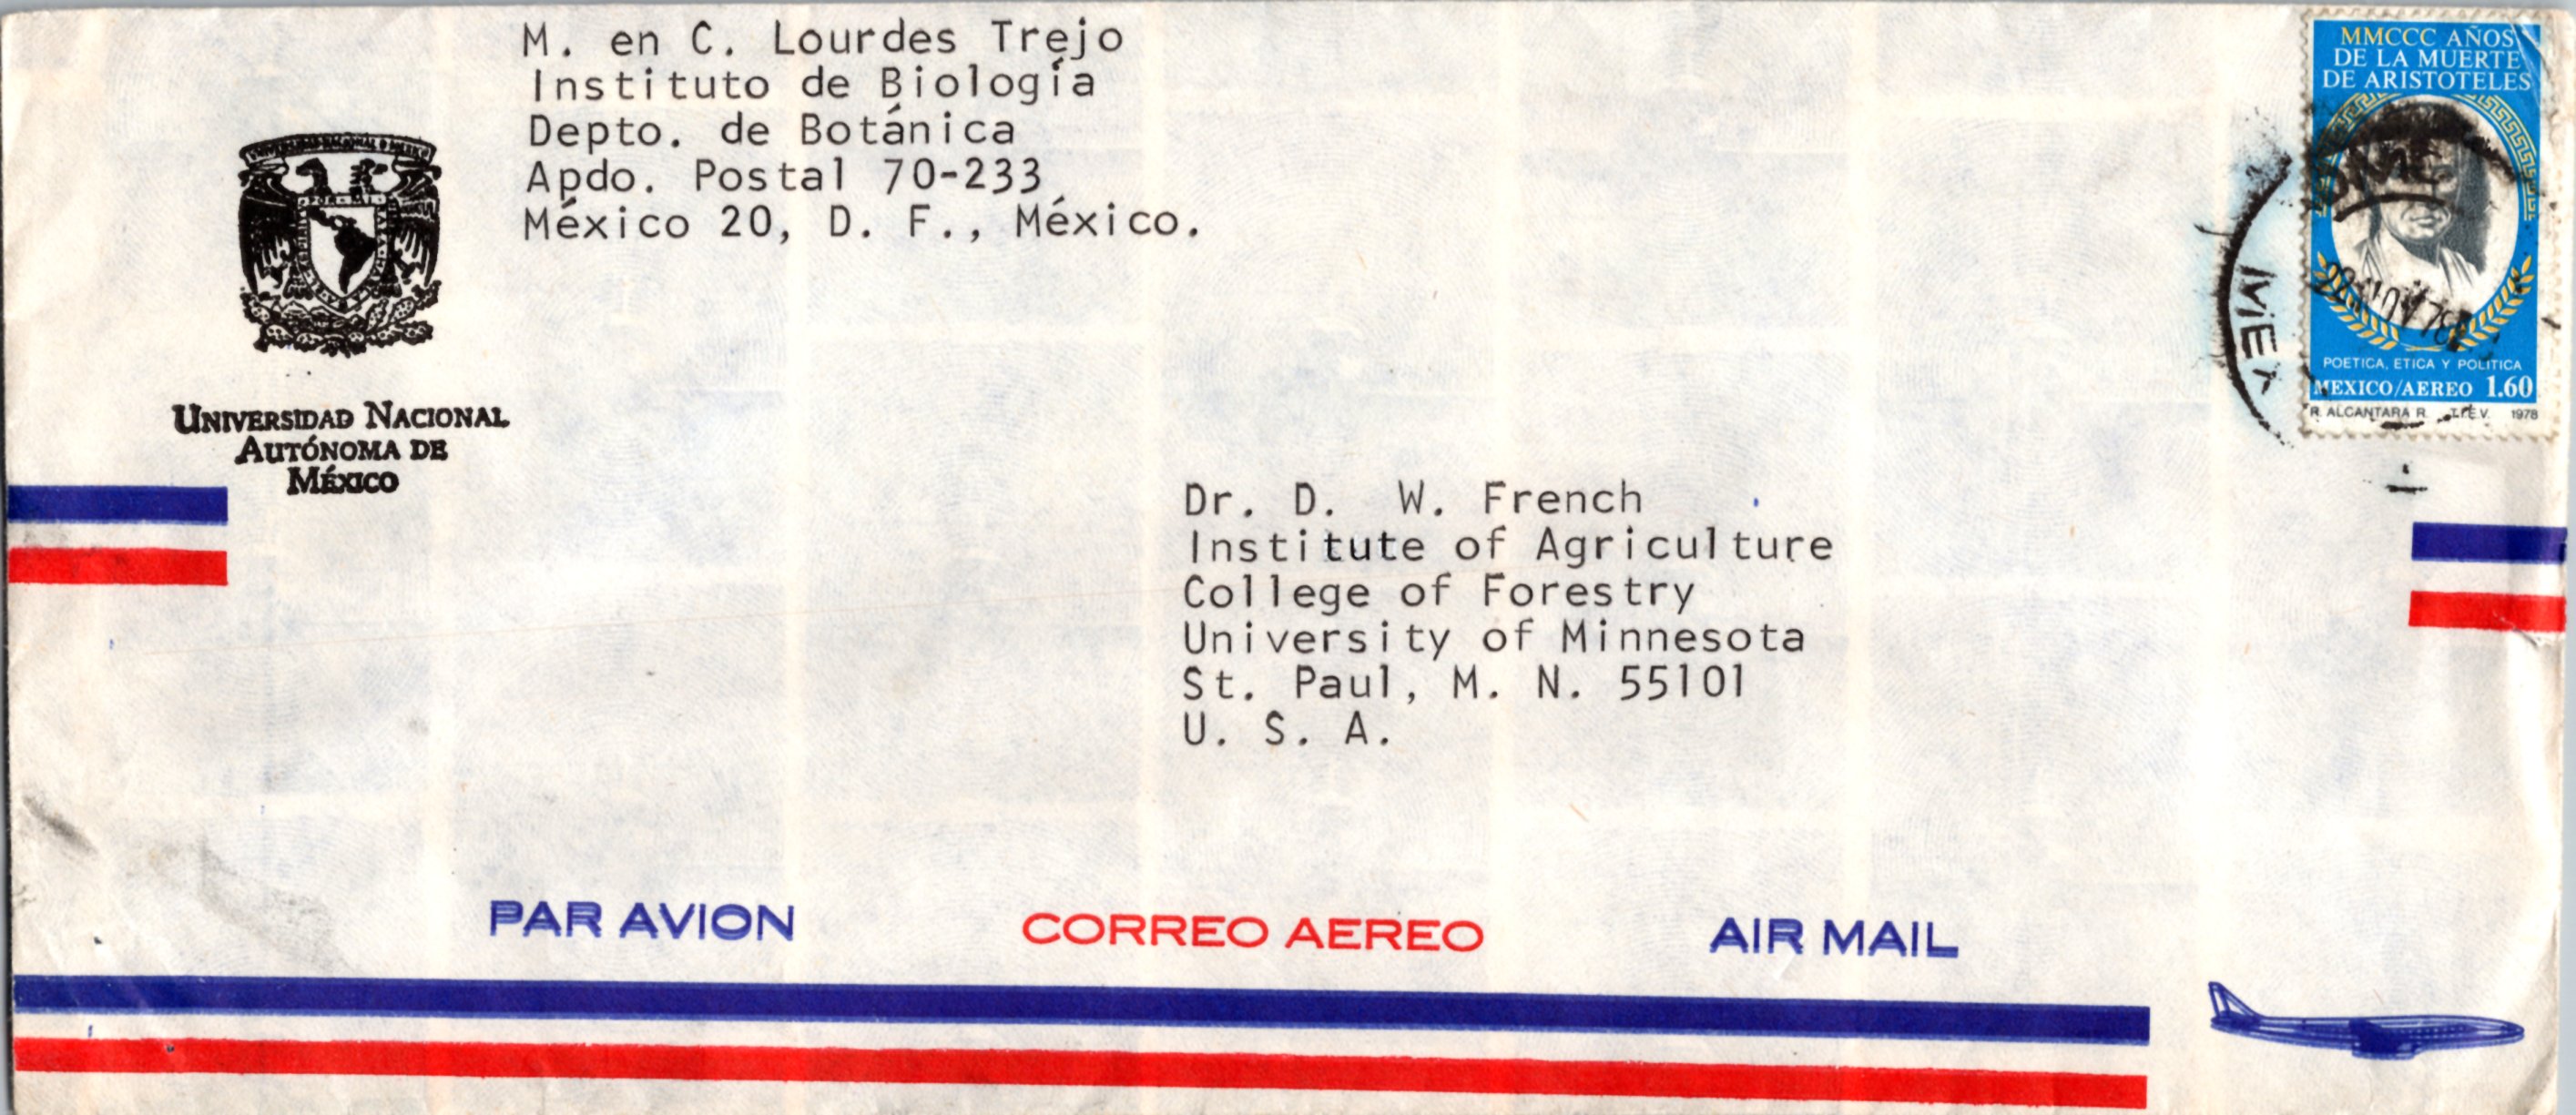 M. en C. Lourdes Trejo
Instituto de Biología
Depto. de Botánica
Apdo. Postal 70-233
México 20, D. F., México.
UNIVERSIDAD NACIONAL
AUTÓNOMA DE
MÉXICO
MMCCC AÑOS
DE LA MUERTE
DE ARISTOTELES
MEX
POETICA, ETICA Y POLITICA
MEXICO/AEREO 1.60
R. ALCANTARA R. T.I.E.V. 1978
Dr. D. W. French
Institute of Agriculture
College of Forestry
University of Minnesota
St. Paul, M. N. 55101
U. S. A.
PAR AVION
CORREO AEREO
AIR MAIL